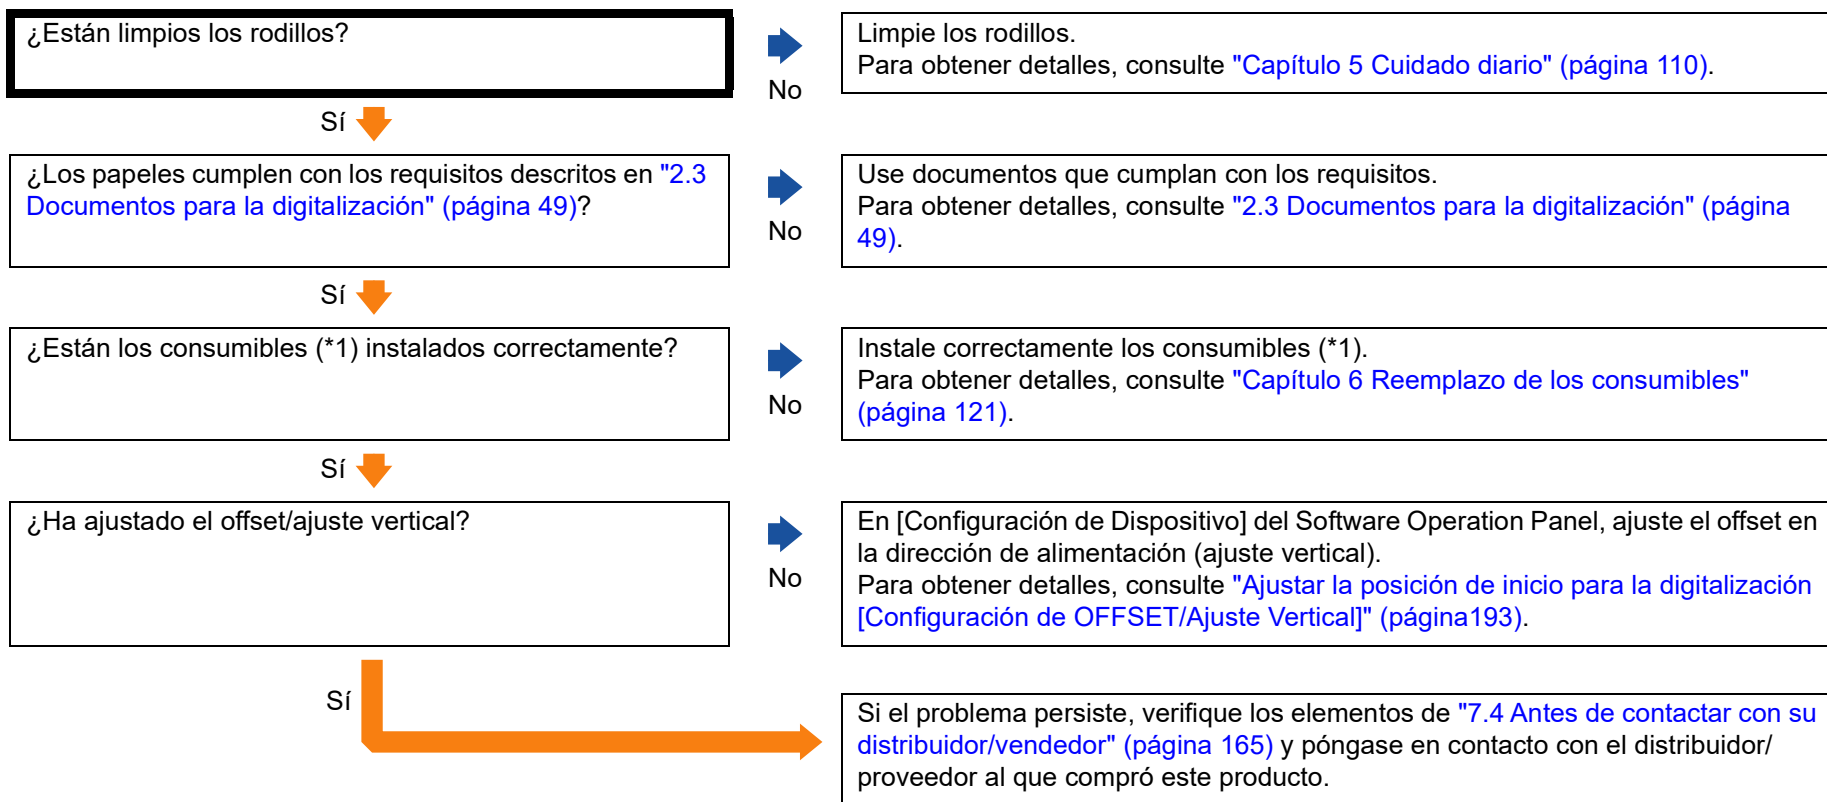 ¿Están limpios los rodillos?
No
Limpie los rodillos.
Para obtener detalles, consulte "Capítulo 5 Cuidado diario" (página 110).
Sí
¿Los papeles cumplen con los requisitos descritos en "2.3
Documentos para la digitalización" (página 49)?
No
Use documentos que cumplan con los requisitos.
Para obtener detalles, consulte "2.3 Documentos para la digitalización" (página
49).
Sí
¿Están los consumibles (*1) instalados correctamente?
No
Instale correctamente los consumibles (*1).
Para obtener detalles, consulte "Capítulo 6 Reemplazo de los consumibles"
(página 121).
Sí
¿Ha ajustado el offset/ajuste vertical?
No
En [Configuración de Dispositivo] del Software Operation Panel, ajuste el offset en
la dirección de alimentación (ajuste vertical).
Para obtener detalles, consulte "Ajustar la posición de inicio para la digitalización
[Configuración de OFFSET/Ajuste Vertical]" (página193).
Sí
Si el problema persiste, verifique los elementos de "7.4 Antes de contactar con su
distribuidor/vendedor" (página 165) y póngase en contacto con el distribuidor/
proveedor al que compró este producto.